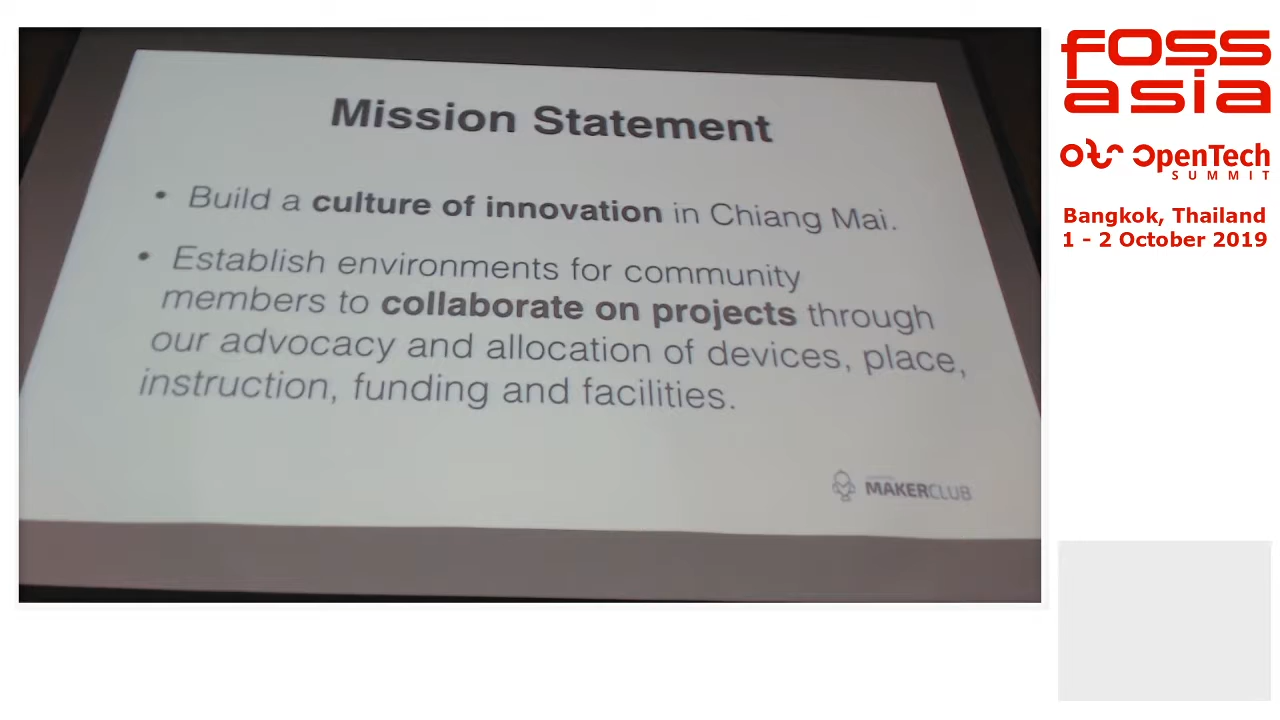 Mission Statement
• Build a culture of innovation in Chiang Mai.
• Establish environments for community
members to collaborate on projects through
our advocacy and allocation of devices, place,
instruction, funding and facilities.
MAKERCLUB
fOSS
asia
OpenTech
SUMMIT
Bangkok, Thailand
1 - 2 October 2019